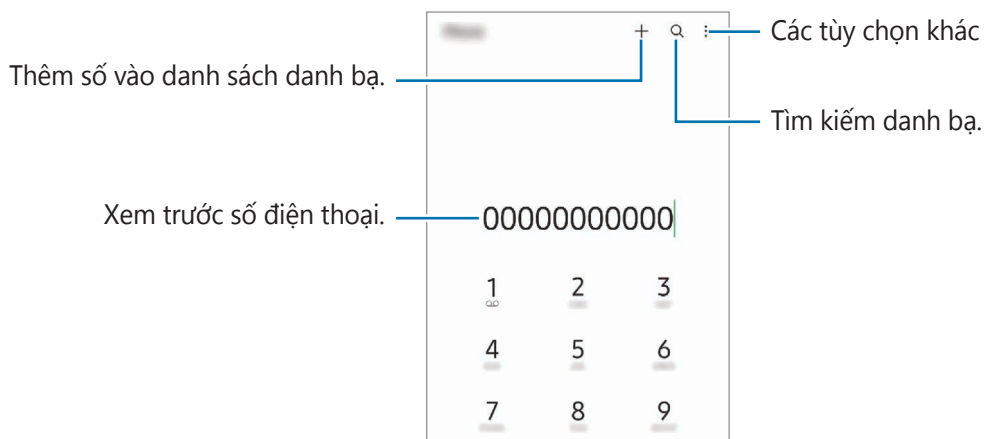 Các tùy chọn khác
Thêm số vào danh sách danh bạ.
Tìm kiếm danh bạ.
Xem trước số điện thoại.
00000000000
1 2 3
4 5 6
7 8 9